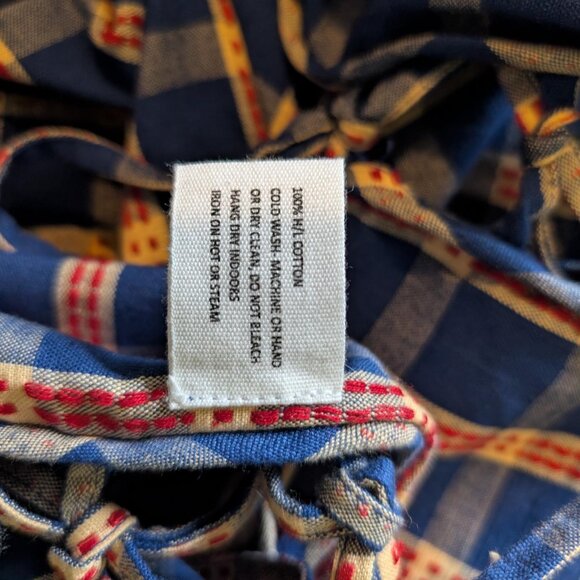 100% H/L COTTON
COLD WASH- MACHINE OR HAND
OR DRY CLEAN, DO NOT BLEACH
HANG DRY INDOORS
IRON ON HOT OR STEAM